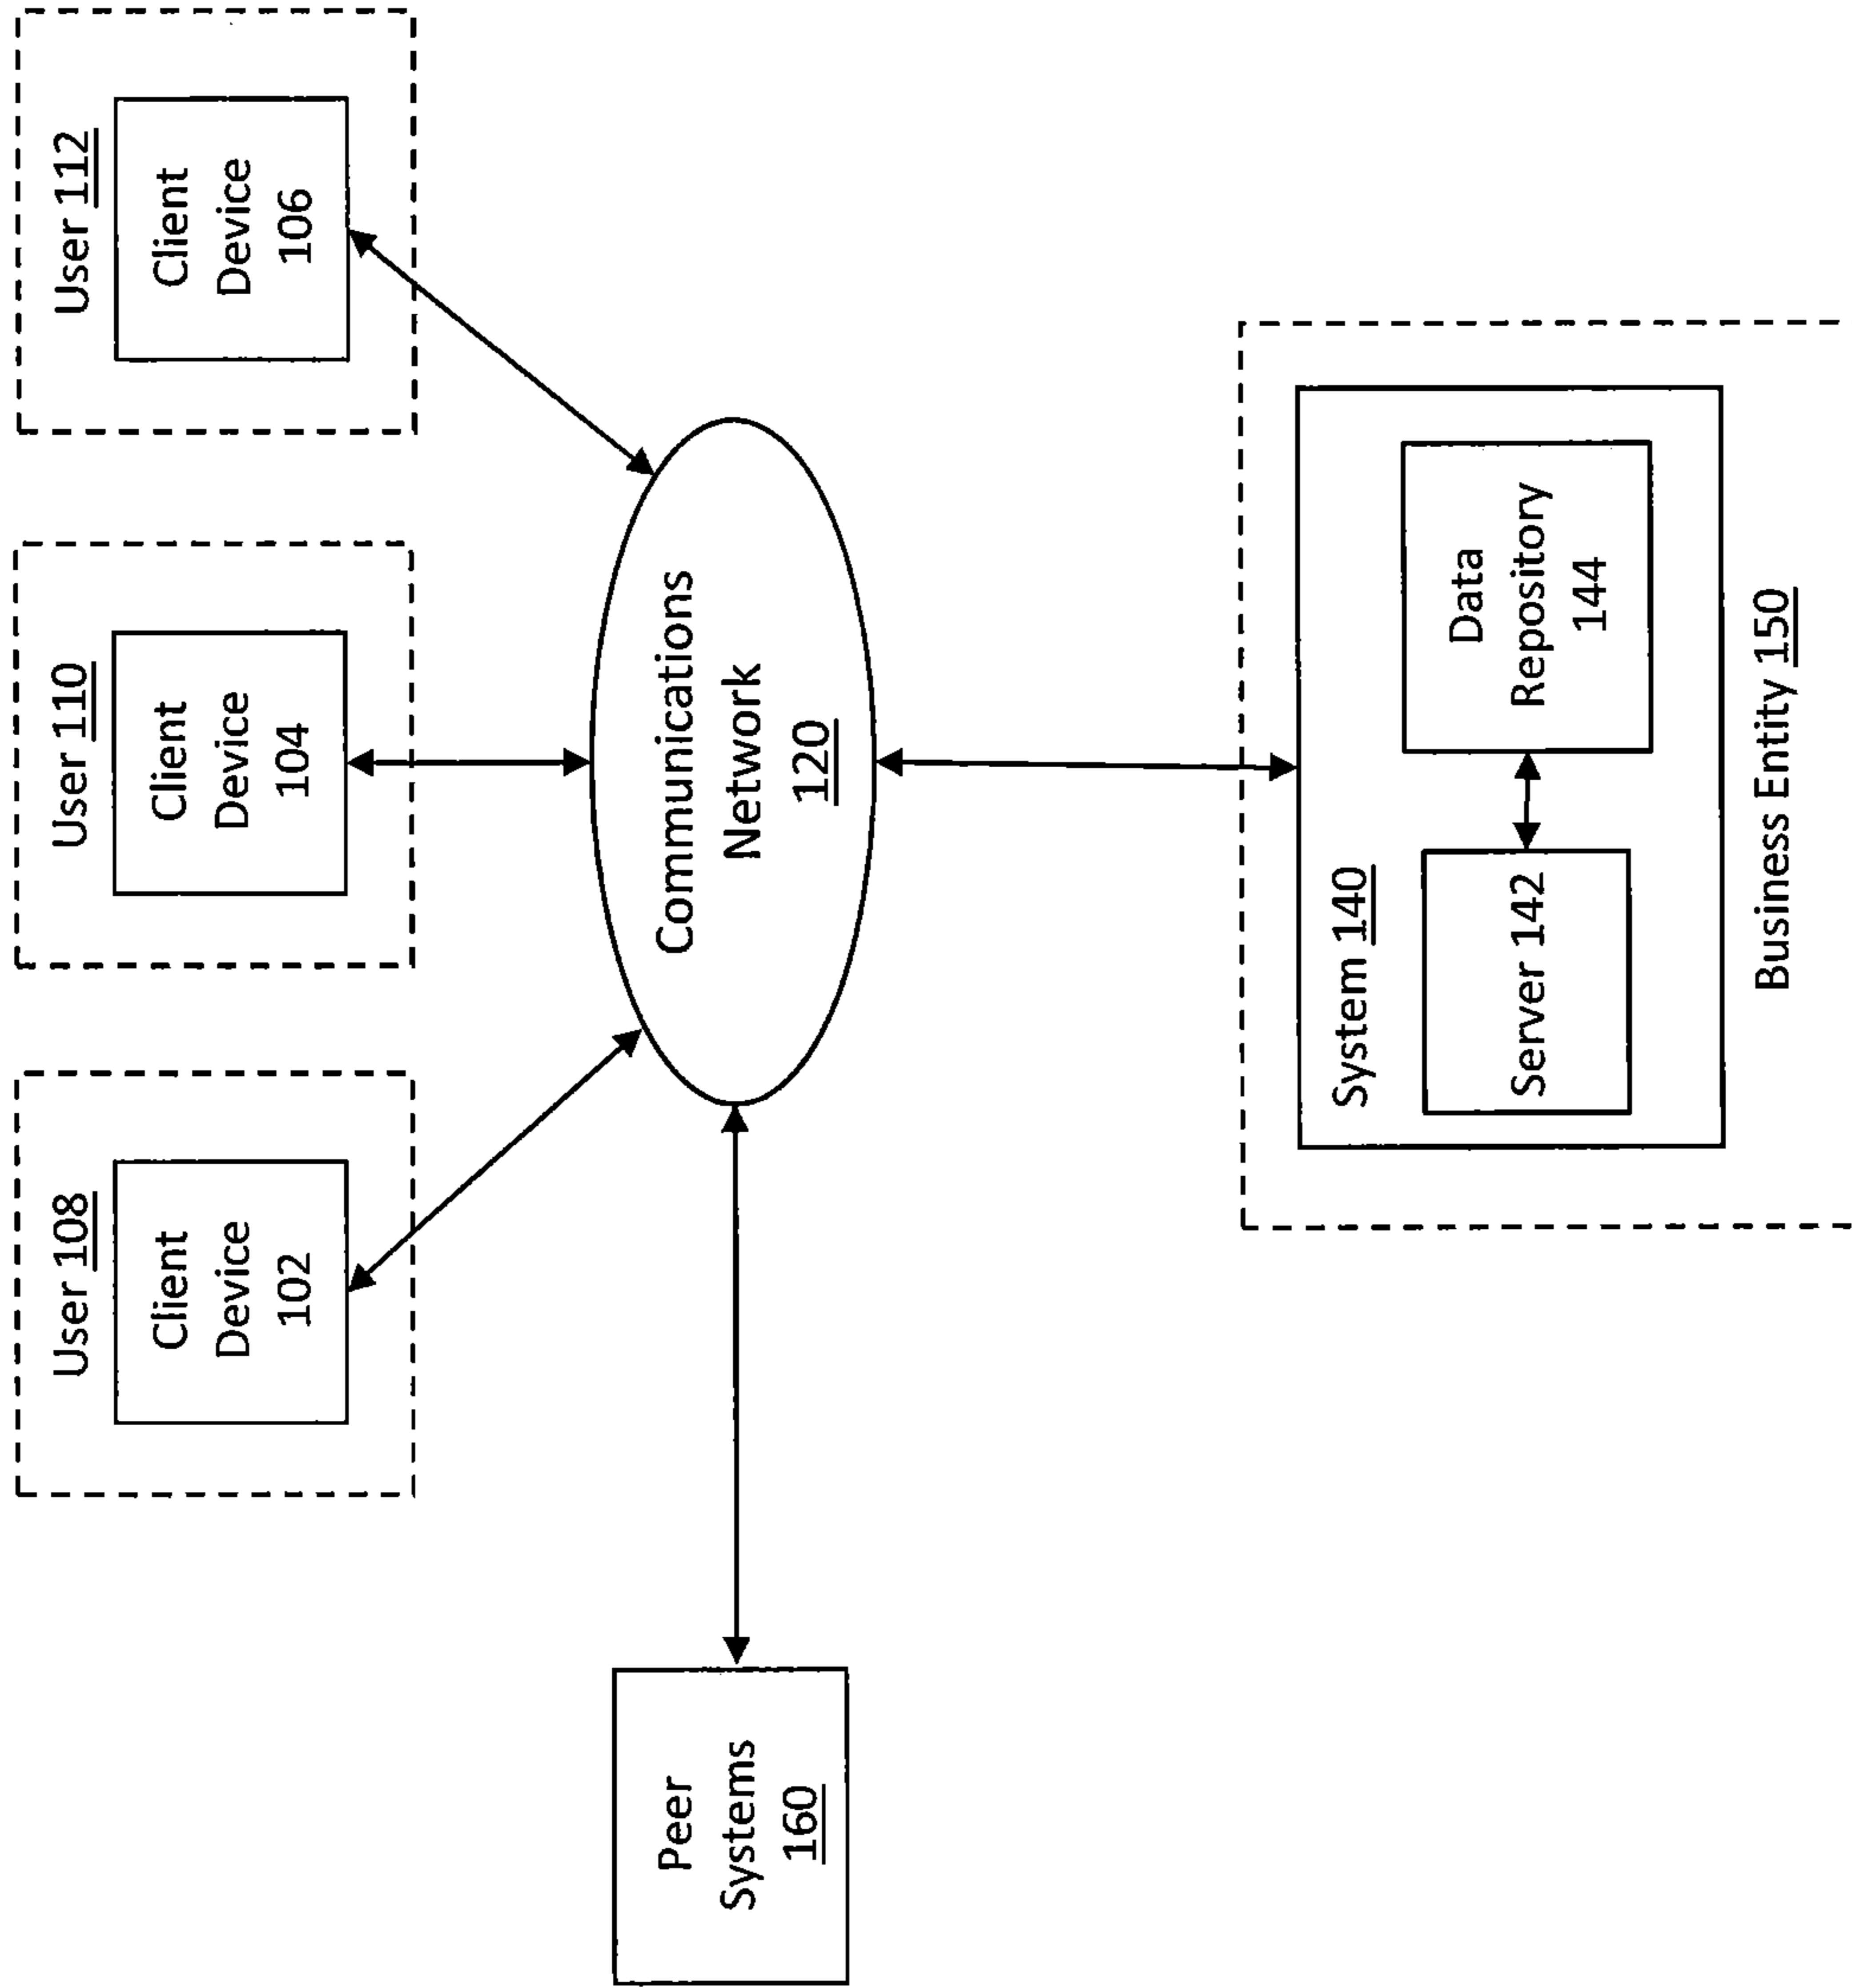 User 108
Client
Device
102
User 110
Client
Device
104
User 112
Client
Device
106
Communications
Network
120
Peer
Systems
160
System 140
Server 142
Data
Repository
144
Business Entity 150